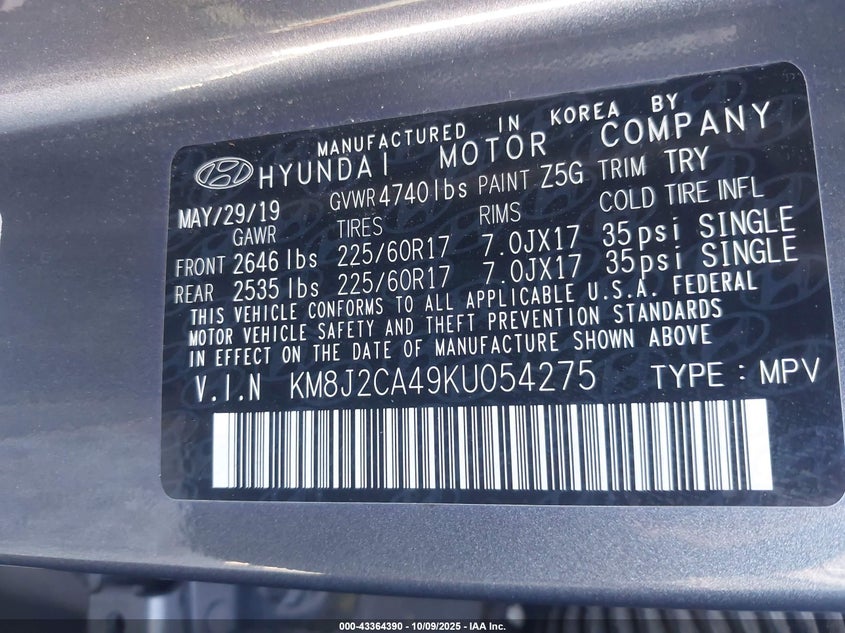 MANUFACTURED IN KOREA BY
HYUNDAI MOTOR COMPANY
MAY/29/19 GVWR 4740 lbs PAINT Z5G TRIM TRY
GAWR TIRES RIMS COLD TIRE INFL
FRONT 2646 lbs 225/60R17 7.0JX17 35psi SINGLE
REAR 2535 lbs 225/60R17 7.0JX17 35psi SINGLE
THIS VEHICLE CONFORMS TO ALL APPLICABLE U.S.A. FEDERAL
MOTOR VEHICLE SAFETY AND THEFT PREVENTION STANDARDS
IN EFFECT ON THE DATE OF MANUFACTURE SHOWN ABOVE
V.I.N KM8J2CA49KU054275 TYPE : MPV
000-43364390 - 10/09/2025 - IAA Inc.